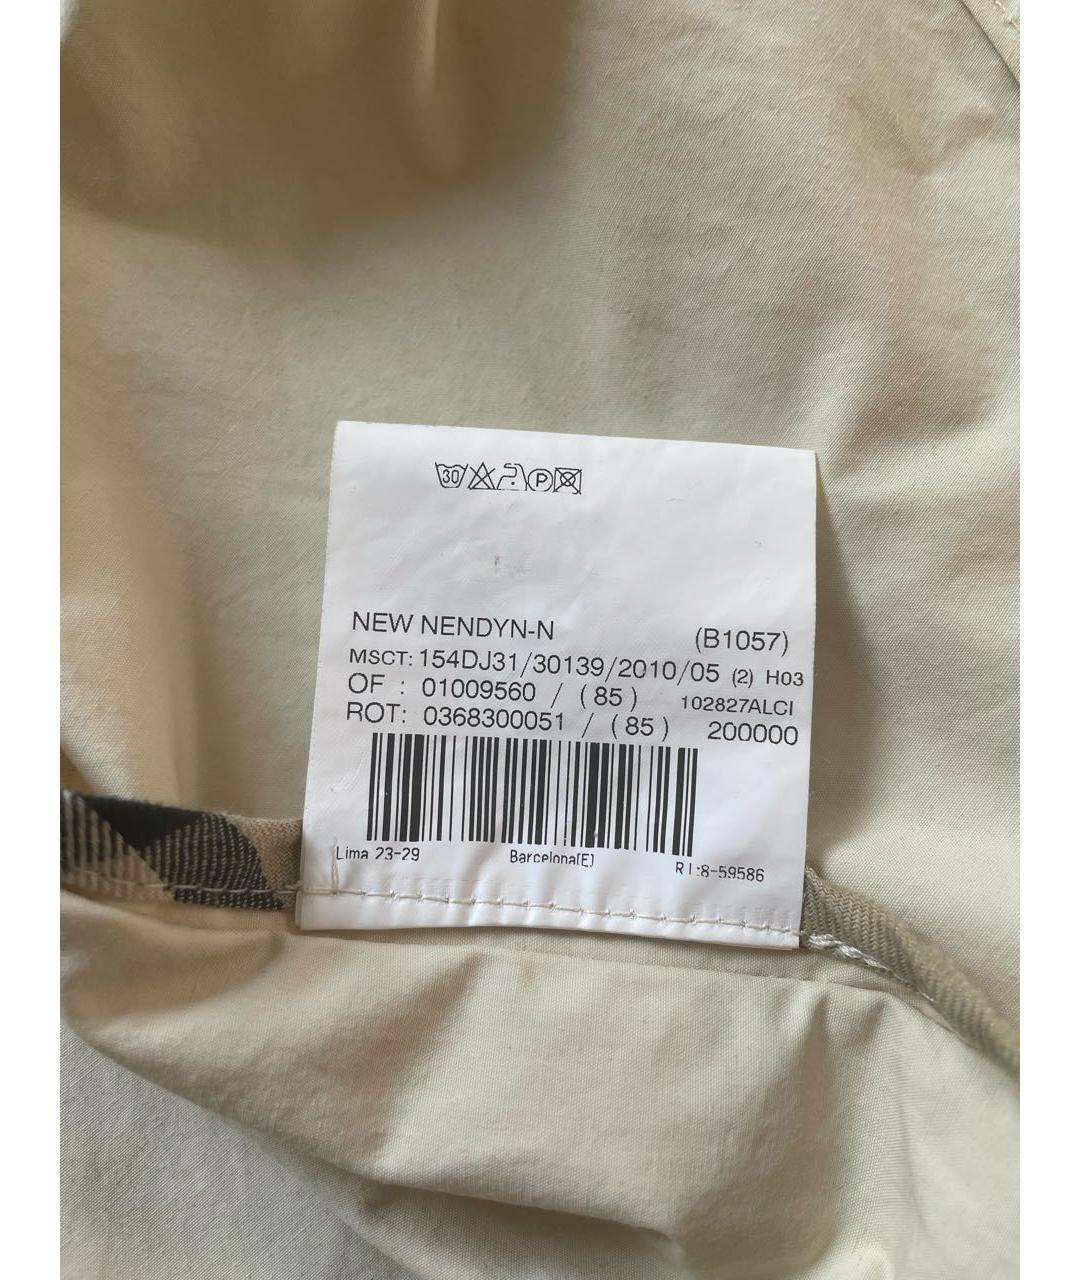 30 P
NEW NENDYN-N (B1057)
MSCT: 154DJ31/30139/2010/05 (2) H03
OF : 01009560 / (85) 102827ALCI
ROT: 0368300051 / (85) 200000
Lima 23-29 Barcelona(E) RI:8-59586